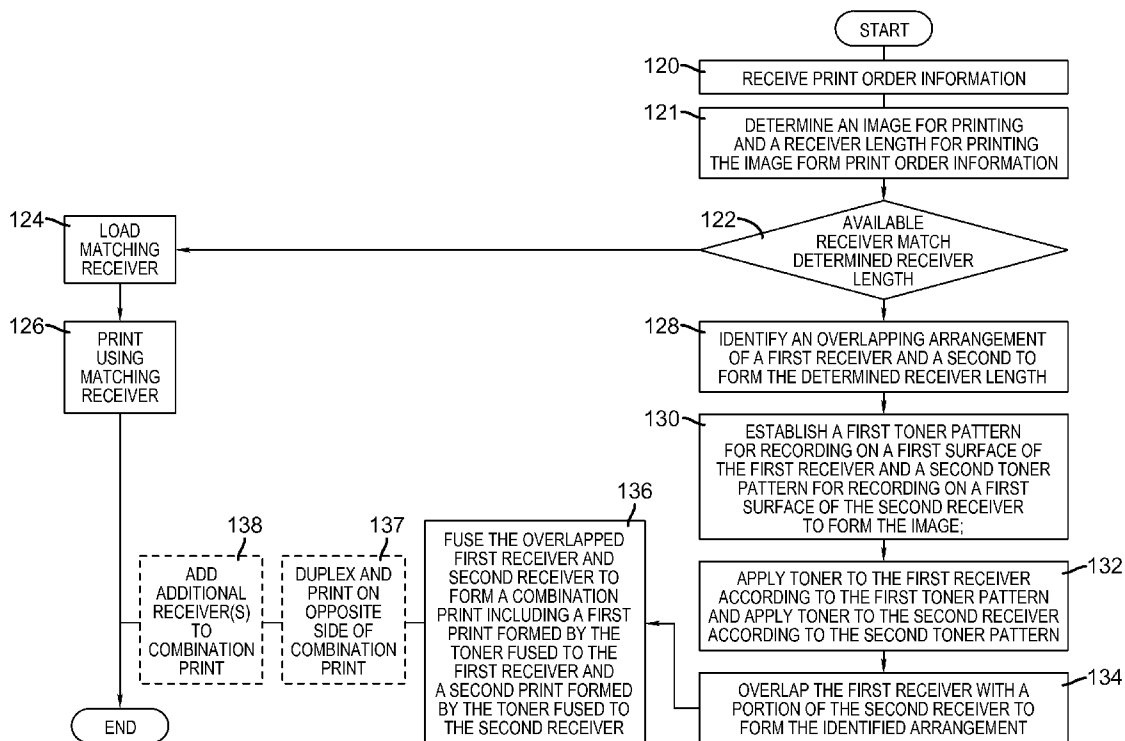 START
120
RECEIVE PRINT ORDER INFORMATION
121
DETERMINE AN IMAGE FOR PRINTING
AND A RECEIVER LENGTH FOR PRINTING
THE IMAGE FORM PRINT ORDER INFORMATION
122
AVAILABLE
RECEIVER MATCH
DETERMINED RECEIVER
LENGTH
124
LOAD
MATCHING
RECEIVER
126
PRINT
USING
MATCHING
RECEIVER
128
IDENTIFY AN OVERLAPPING ARRANGEMENT
OF A FIRST RECEIVER AND A SECOND TO
FORM THE DETERMINED RECEIVER LENGTH
130
ESTABLISH A FIRST TONER PATTERN
FOR RECORDING ON A FIRST SURFACE OF
THE FIRST RECEIVER AND A SECOND TONER
PATTERN FOR RECORDING ON A FIRST
SURFACE OF THE SECOND RECEIVER
TO FORM THE IMAGE;
132
APPLY TONER TO THE FIRST RECEIVER
ACCORDING TO THE FIRST TONER PATTERN
AND APPLY TONER TO THE SECOND RECEIVER
ACCORDING TO THE SECOND TONER PATTERN
134
OVERLAP THE FIRST RECEIVER WITH A
PORTION OF THE SECOND RECEIVER TO
FORM THE IDENTIFIED ARRANGEMENT
136
FUSE THE OVERLAPPED
FIRST RECEIVER AND
SECOND RECEIVER TO
FORM A COMBINATION
PRINT INCLUDING A FIRST
PRINT FORMED BY THE
TONER FUSED TO THE
FIRST RECEIVER AND
A SECOND PRINT FORMED
BY THE TONER FUSED TO
THE SECOND RECEIVER
137
DUPLEX AND
PRINT ON
OPPOSITE
SIDE OF
COMBINATION
PRINT
138
ADD
ADDITIONAL
RECEIVER(S)
TO
COMBINATION
PRINT
END